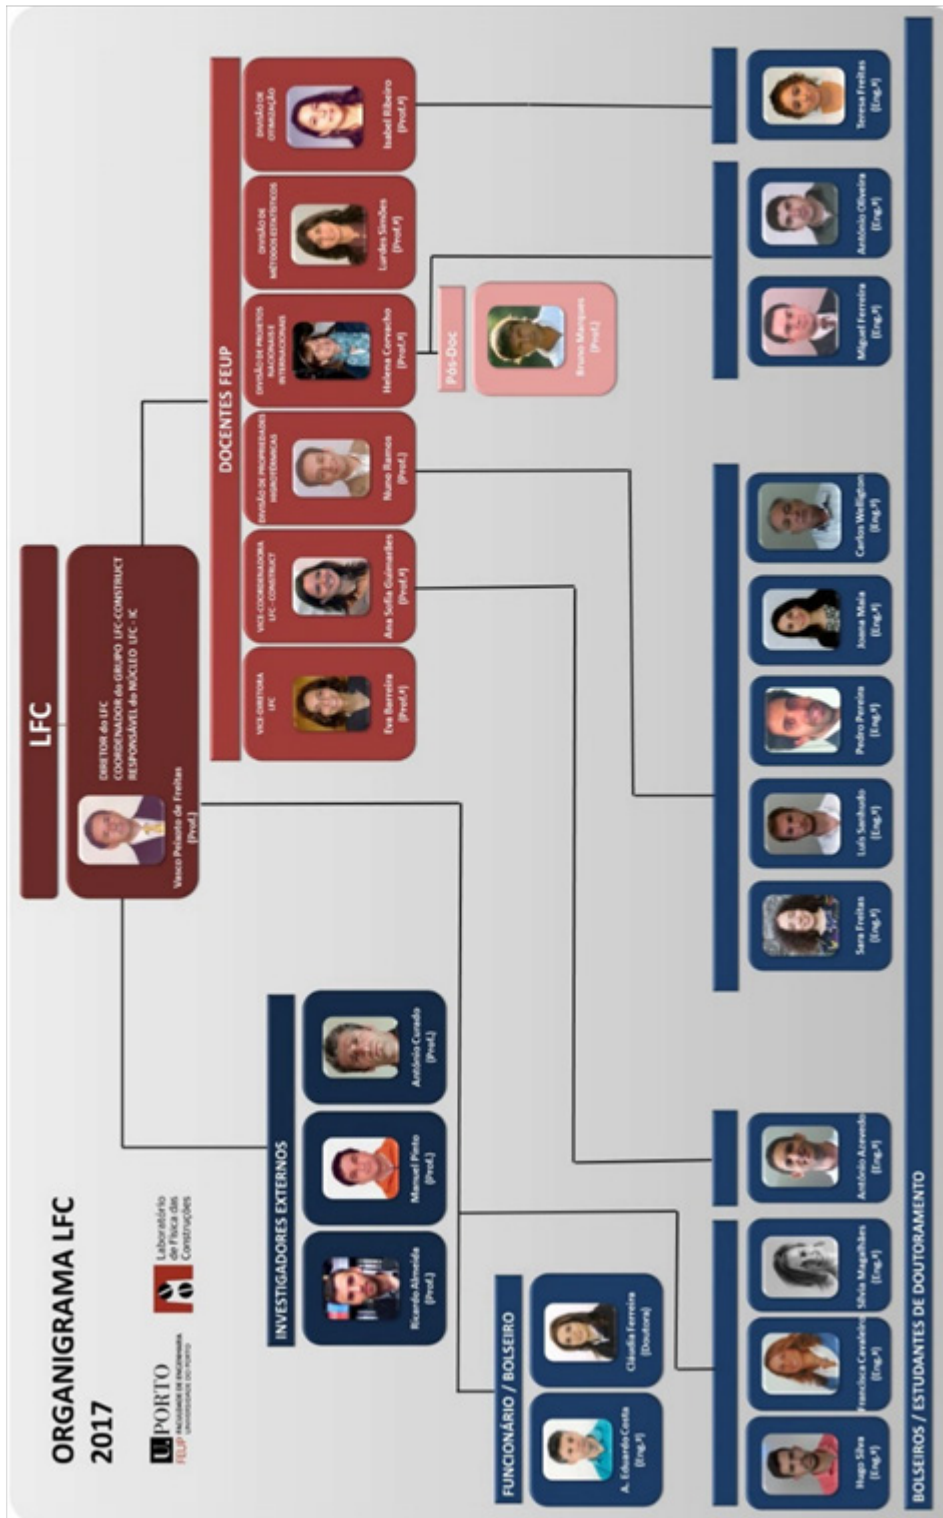 ORGANIGRAMA LFC
2017
U.PORTO
FEUP FACULDADE DE ENGENHARIA
UNIVERSIDADE DO PORTO
Laboratório
de Física das
Construções
LFC
DIRETOR do LFC
COORDENADOR do GRUPO LFC-CONSTRUCT
RESPONSÁVEL do NÚCLEO LFC - IC
Vasco Peixoto de Freitas
(Prof.)
INVESTIGADORES EXTERNOS
Ricardo Almeida
(Prof.)
Manuel Pinto
(Prof.)
António Curado
(Prof.)
DOCENTES FEUP
VICE-DIRETORA
LFC
Eva Barreira
(Prof.ª)
VICE-COORDENADORA
LFC - CONSTRUCT
Ana Sofia Guimarães
(Prof.ª)
DIVISÃO DE PROPRIEDADES
HIGROTÉRMICAS
Nuno Ramos
(Prof.)
DIVISÃO DE PROJETOS
NACIONAIS E
INTERNACIONAIS
Helena Corvacho
(Prof.ª)
DIVISÃO DE
MÉTODOS ESTATÍSTICOS
Lurdes Simões
(Prof.ª)
DIVISÃO DE
OTIMIZAÇÃO
Isabel Ribeiro
(Prof.ª)
Pós-Doc
Bruno Marques
(Prof.)
FUNCIONÁRIO / BOLSEIRO
A. Eduardo Costa
(Eng.º)
Cláudia Ferreira
(Doutora)
Hugo Silva
(Eng.º)
Francisca Cavaleiro
(Eng.ª)
Silvia Magalhães
(Eng.ª)
António Azevedo
(Eng.º)
Sara Freitas
(Eng.ª)
Luís Sanhudo
(Eng.º)
Pedro Pereira
(Eng.º)
Joana Maia
(Eng.ª)
Carlos Welligton
(Eng.º)
Miguel Ferreira
(Eng.º)
António Oliveira
(Eng.º)
Teresa Freitas
(Eng.ª)
BOLSEIROS / ESTUDANTES DE DOUTORAMENTO